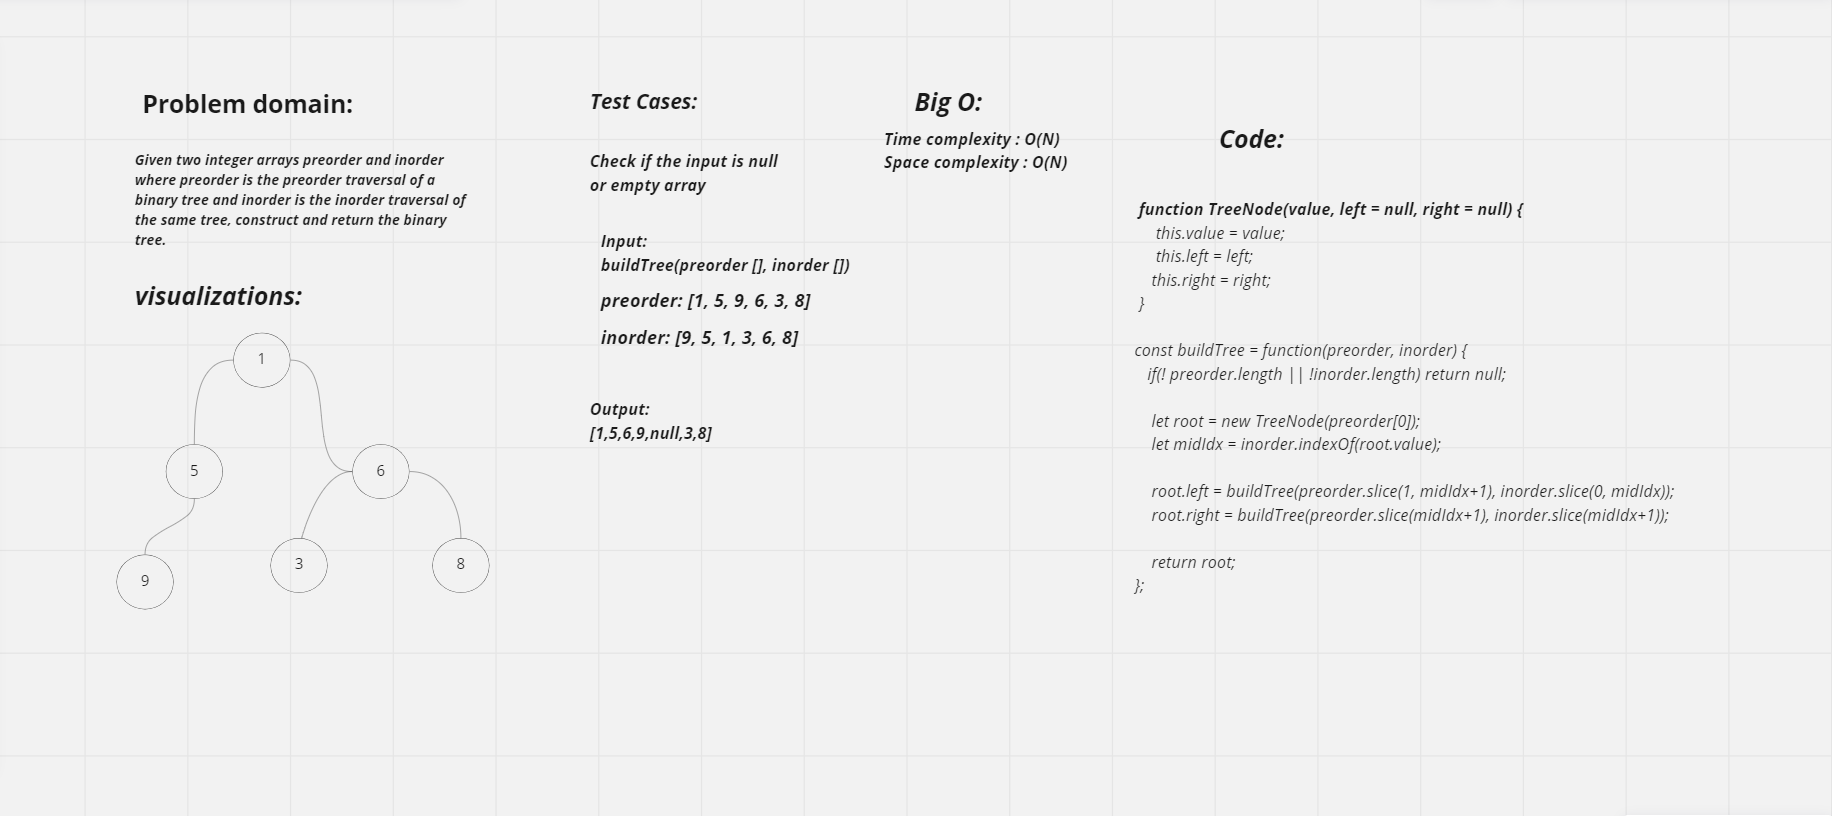 Problem domain:
Given two integer arrays preorder and inorder
where preorder is the preorder traversal of a
binary tree and inorder is the inorder traversal of
the same tree, construct and return the binary
tree.
visualizations:
1
5
6
9
3
8
Test Cases:
Check if the input is null
or empty array
Input:
buildTree(preorder [], inorder [])
preorder: [1, 5, 9, 6, 3, 8]
inorder: [9, 5, 1, 3, 6, 8]
Output:
[1,5,6,9,null,3,8]
Big O:
Time complexity : O(N)
Space complexity : O(N)
Code:
function TreeNode(value, left = null, right = null) {
this.value = value;
this.left = left;
this.right = right;
}
const buildTree = function(preorder, inorder) {
if(! preorder.length || !inorder.length) return null;
let root = new TreeNode(preorder[0]);
let midIdx = inorder.indexOf(root.value);
root.left = buildTree(preorder.slice(1, midIdx+1), inorder.slice(0, midIdx));
root.right = buildTree(preorder.slice(midIdx+1), inorder.slice(midIdx+1));
return root;
};